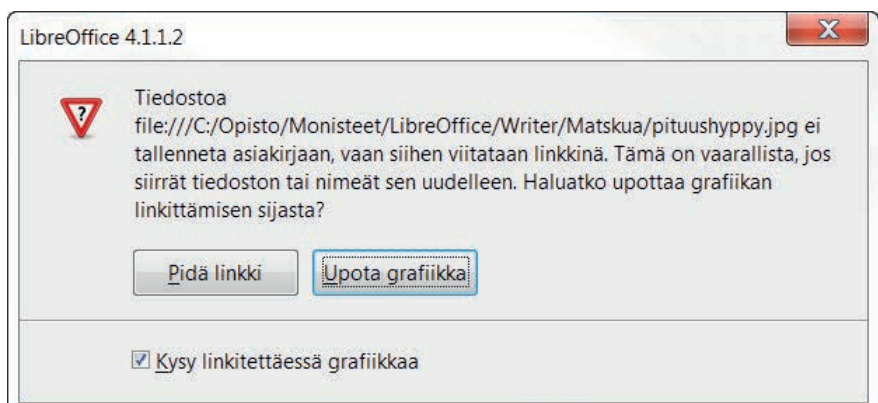 LibreOffice 4.1.1.2
Tiedostoa
file:///C:/Opisto/Monisteet/LibreOffice/Writer/Matskua/pituushyppy.jpg ei
tallenneta asiakirjaan, vaan siihen viitataan linkkinä. Tämä on vaarallista, jos
siirrät tiedoston tai nimeät sen uudelleen. Haluatko upottaa grafiikan
linkittämisen sijasta?
Pidä linkki
Upota grafiikka
Kysy linkitettäessä grafiikkaa